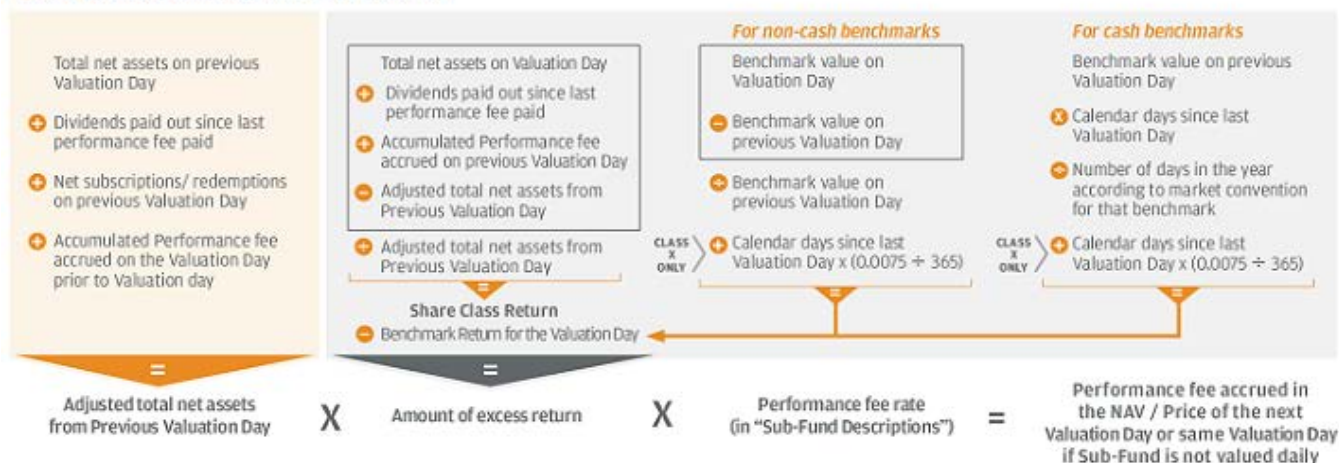 Total net assets on previous
Valuation Day
+ Dividends paid out since last
performance fee paid
+ Net subscriptions/ redemptions
on previous Valuation Day
+ Accumulated Performance fee
accrued on the Valuation Day
prior to Valuation day
=
Adjusted total net assets
from Previous Valuation Day
X
Total net assets on Valuation Day
+ Dividends paid out since last
performance fee paid
+ Accumulated Performance fee
accrued on previous Valuation Day
− Adjusted total net assets from
Previous Valuation Day
÷ Adjusted total net assets from
Previous Valuation Day
=
Share Class Return
− Benchmark Return for the Valuation Day
=
Amount of excess return
X
For non-cash benchmarks
Benchmark value on
Valuation Day
− Benchmark value on
previous Valuation Day
÷ Benchmark value on
previous Valuation Day
CLASS
X
ONLY
+ Calendar days since last
Valuation Day x (0.0075 ÷ 365)
=
Performance fee rate
(in “Sub-Fund Descriptions”)
=
For cash benchmarks
Benchmark value on previous
Valuation Day
x Calendar days since last
Valuation Day
÷ Number of days in the year
according to market convention
for that benchmark
CLASS
X
ONLY
+ Calendar days since last
Valuation Day x (0.0075 ÷ 365)
=
Performance fee accrued in
the NAV / Price of the next
Valuation Day or same Valuation Day
if Sub-Fund is not valued daily